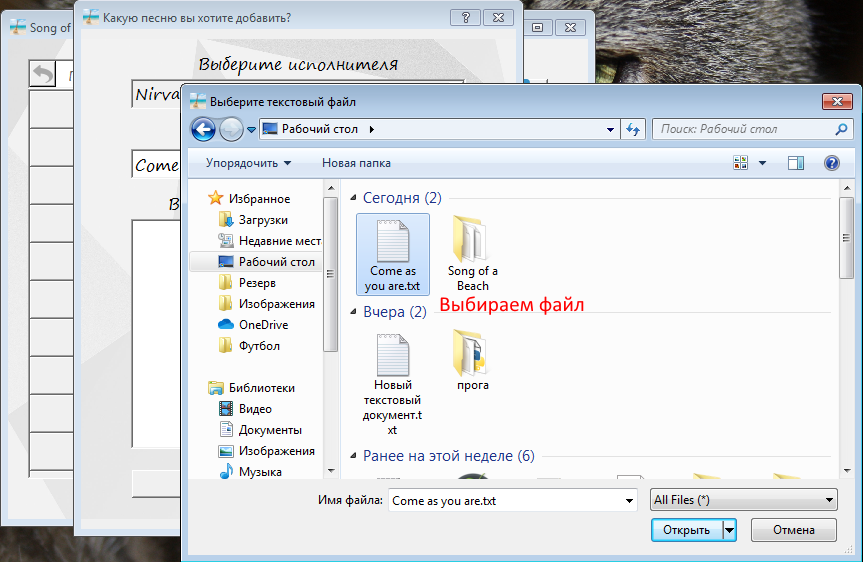 Song of
Какую песню вы хотите добавить?
Выберите исполнителя
Nirva
Come
В
Выберите текстовый файл
Рабочий стол
Поиск: Рабочий стол
Упорядочить
Новая папка
Избранное
Загрузки
Недавние мест
Рабочий стол
Резерв
Изображения
OneDrive
Футбол
Библиотеки
Видео
Документы
Изображения
Музыка
Сегодня (2)
Come as
you are.txt
Song of a
Beach
Выбираем файл
Вчера (2)
Новый
текстовый
документ.t
xt
прога
Ранее на этой неделе (6)
Имя файла:
Come as you are.txt
All Files (*)
Открыть
Отмена